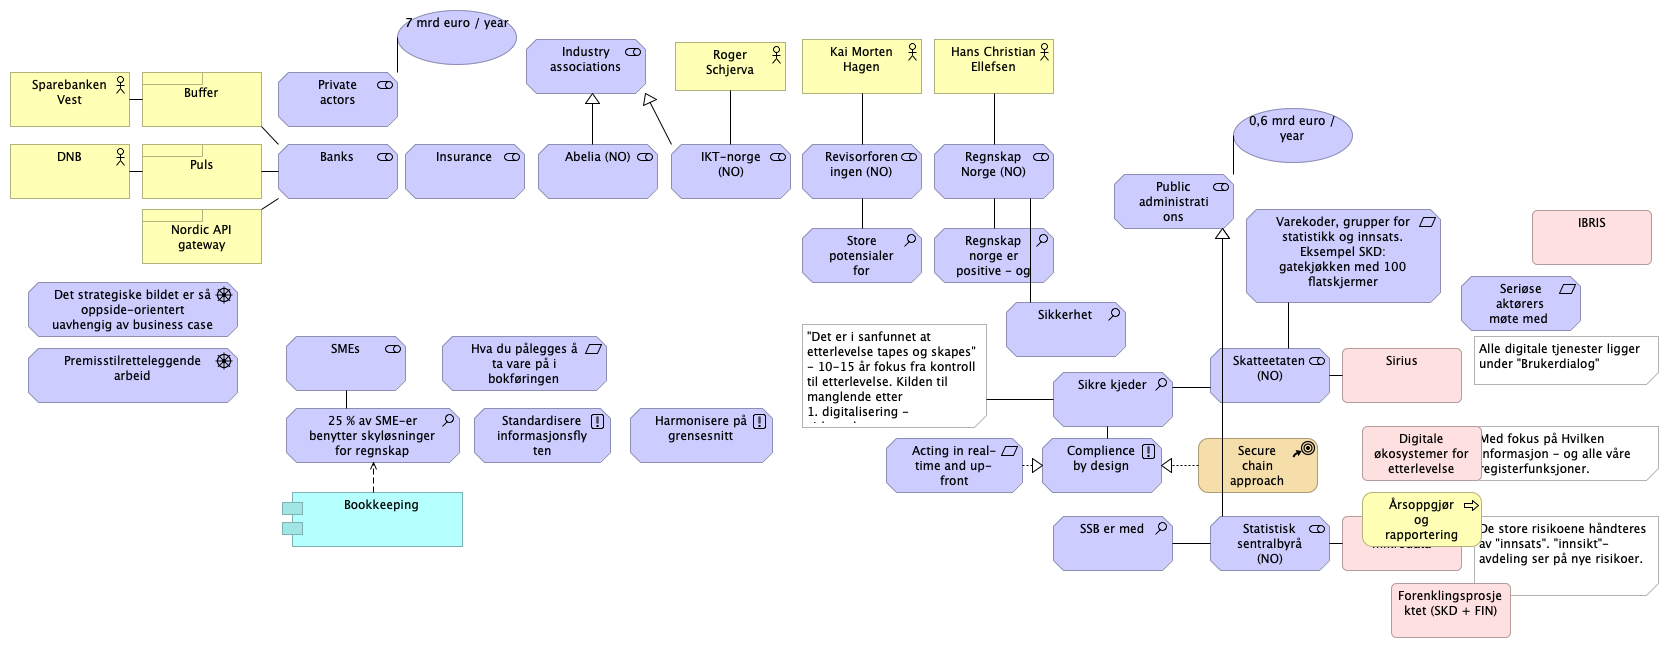 7 mrd euro / year
Industry
associations
Roger
Schjerva
Kai Morten
Hagen
Hans Christian
Ellefsen
Sparebanken
Vest
Buffer
Private
actors
0,6 mrd euro /
year
DNB
Puls
Banks
Insurance
Abelia (NO)
IKT-norge
(NO)
Revisorforen
ingen (NO)
Regnskap
Norge (NO)
Public
administrati
ons
Nordic API
gateway
Store
potensialer
for
Regnskap
norge er
positive - og
Varekoder, grupper for
statistikk og innsats.
Eksempel SKD:
gatekjøkken med 100
flatskjermer
IBRIS
Det strategiske bildet er så
oppside-orientert
uavhengig av business case
Sikkerhet
Seriøse
aktørers
møte med
Premisstilretteleggende
arbeid
SMEs
Hva du pålegges å
ta vare på i
bokføringen
"Det er i sanfunnet at
etterlevelse tapes og skapes"
- 10-15 år fokus fra kontroll
til etterlevelse. Kilden til
manglende etter
1. digitalisering -
Skatteetaten
(NO)
Sirius
Alle digitale tjenester ligger
under "Brukerdialog"
Sikre kjeder
25 % av SME-er
benytter skyløsninger
for regnskap
Standardisere
informasjonsfly
ten
Harmonisere på
grensesnitt
Acting in real-
time and up-
front
Complience
by design
Secure
chain
approach
Digitale
økosystemer for
etterlevelse
Med fokus på Hvilken
informasjon - og alle våre
registerfunksjoner.
Bookkeeping
SSB er med
Statistisk
sentralbyrå
(NO)
Årsoppgjør
og
rapportering
De store risikoene håndteres
av "innsats". "innsikt"-
avdeling ser på nye risikoer.
Forenklingsprosje
ktet (SKD + FIN)